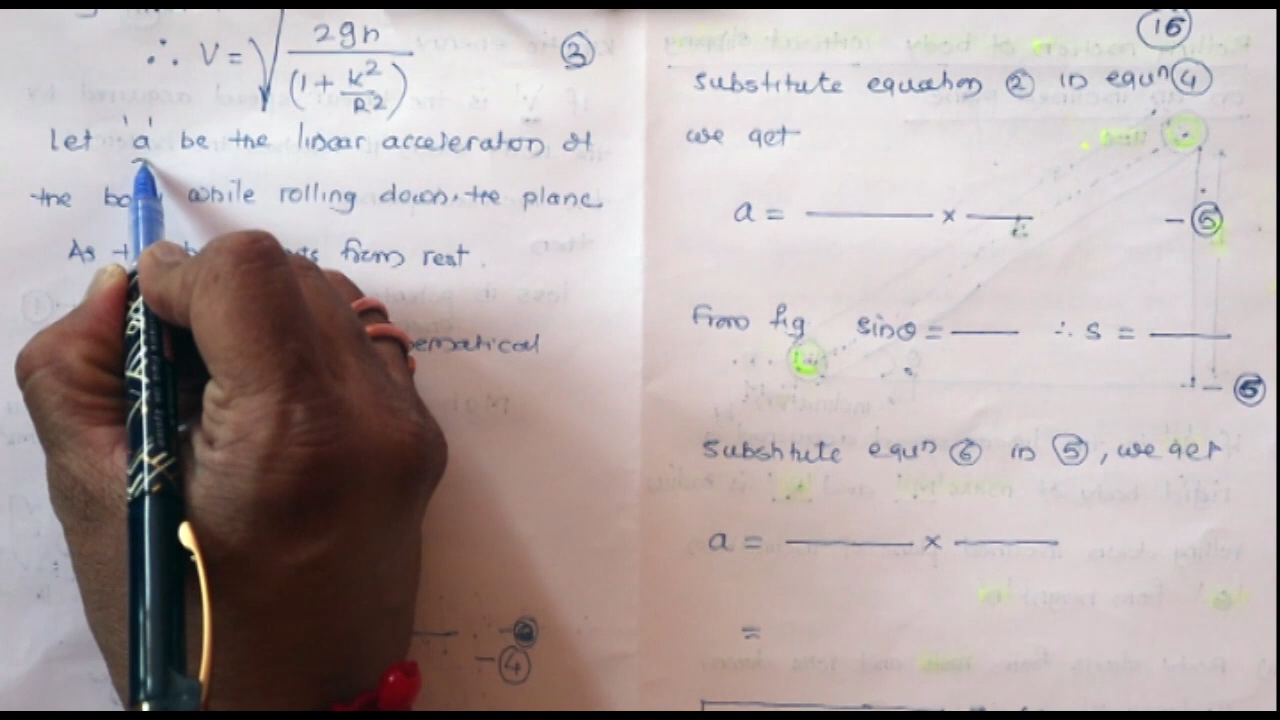 ∴ V = √(2gh / (1 + K²/R²)) ③
Let 'a' be the linear acceleration of
the body while rolling down, the plane.
As from rest.
ematical
④
16
Substitute equation ② in equn ④
we get
a = ——— × —— — ⑤
From fig sinθ = —— ∴ s = ——
— ⑥
Substitute equn ⑥ in ⑤, we get
a = ——— × ———
=